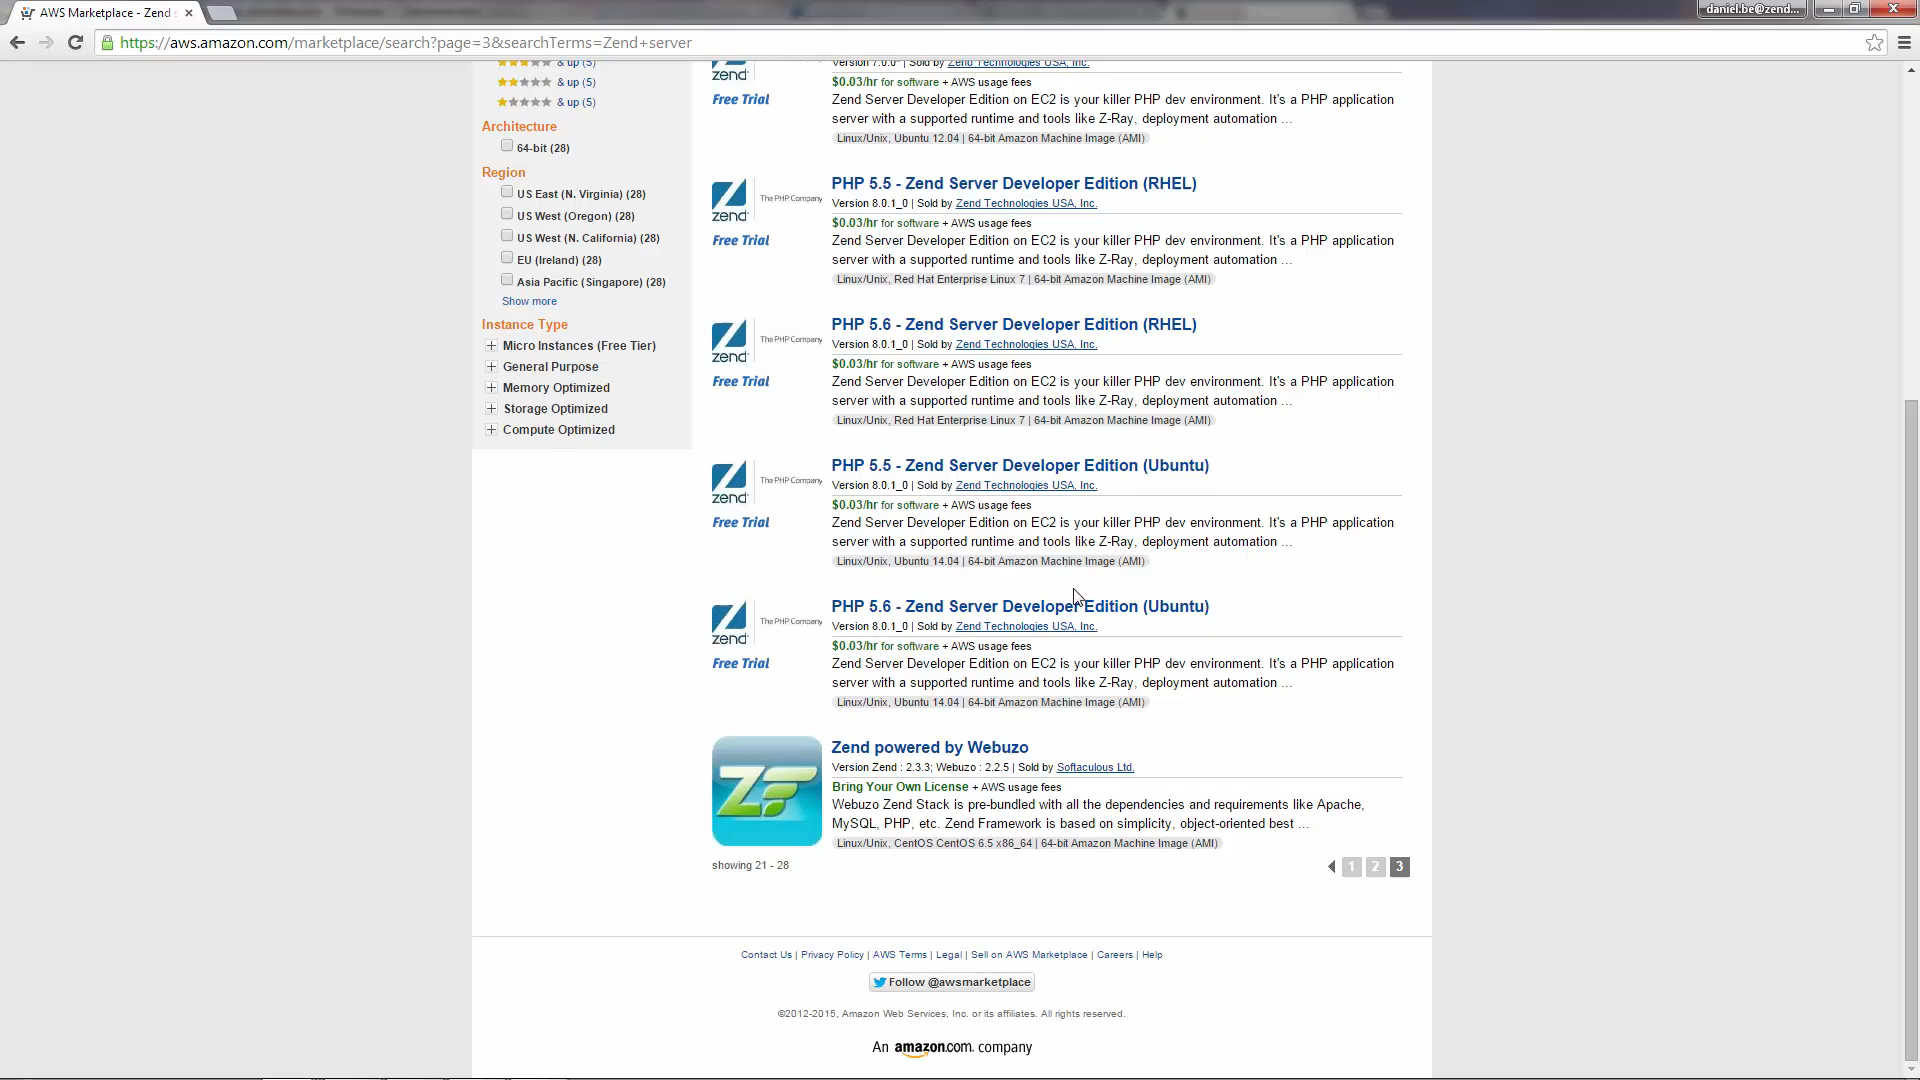 AWS Marketplace - Zend
daniel.be@zend...
https://aws.amazon.com/marketplace/search?page=3&searchTerms=Zend+server
& up (5)
& up (5)
& up (5)
Architecture
64-bit (28)
Region
US East (N. Virginia) (28)
US West (Oregon) (28)
US West (N. California) (28)
EU (Ireland) (28)
Asia Pacific (Singapore) (28)
Show more
Instance Type
Micro Instances (Free Tier)
General Purpose
Memory Optimized
Storage Optimized
Compute Optimized
zend
Free Trial
Version 7.0.0* | Sold by Zend Technologies USA, Inc.
$0.03/hr for software + AWS usage fees
Zend Server Developer Edition on EC2 is your killer PHP dev environment. It's a PHP application
server with a supported runtime and tools like Z-Ray, deployment automation ...
Linux/Unix, Ubuntu 12.04 | 64-bit Amazon Machine Image (AMI)
zend
The PHP Company
Free Trial
PHP 5.5 - Zend Server Developer Edition (RHEL)
Version 8.0.1_0 | Sold by Zend Technologies USA, Inc.
$0.03/hr for software + AWS usage fees
Zend Server Developer Edition on EC2 is your killer PHP dev environment. It's a PHP application
server with a supported runtime and tools like Z-Ray, deployment automation ...
Linux/Unix, Red Hat Enterprise Linux 7 | 64-bit Amazon Machine Image (AMI)
zend
The PHP Company
Free Trial
PHP 5.6 - Zend Server Developer Edition (RHEL)
Version 8.0.1_0 | Sold by Zend Technologies USA, Inc.
$0.03/hr for software + AWS usage fees
Zend Server Developer Edition on EC2 is your killer PHP dev environment. It's a PHP application
server with a supported runtime and tools like Z-Ray, deployment automation ...
Linux/Unix, Red Hat Enterprise Linux 7 | 64-bit Amazon Machine Image (AMI)
zend
The PHP Company
Free Trial
PHP 5.5 - Zend Server Developer Edition (Ubuntu)
Version 8.0.1_0 | Sold by Zend Technologies USA, Inc.
$0.03/hr for software + AWS usage fees
Zend Server Developer Edition on EC2 is your killer PHP dev environment. It's a PHP application
server with a supported runtime and tools like Z-Ray, deployment automation ...
Linux/Unix, Ubuntu 14.04 | 64-bit Amazon Machine Image (AMI)
zend
The PHP Company
Free Trial
PHP 5.6 - Zend Server Developer Edition (Ubuntu)
Version 8.0.1_0 | Sold by Zend Technologies USA, Inc.
$0.03/hr for software + AWS usage fees
Zend Server Developer Edition on EC2 is your killer PHP dev environment. It's a PHP application
server with a supported runtime and tools like Z-Ray, deployment automation ...
Linux/Unix, Ubuntu 14.04 | 64-bit Amazon Machine Image (AMI)
ZF
Zend powered by Webuzo
Version Zend : 2.3.3; Webuzo : 2.2.5 | Sold by Softaculous Ltd.
Bring Your Own License + AWS usage fees
Webuzo Zend Stack is pre-bundled with all the dependencies and requirements like Apache,
MySQL, PHP, etc. Zend Framework is based on simplicity, object-oriented best ...
Linux/Unix, CentOS CentOS 6.5 x86_64 | 64-bit Amazon Machine Image (AMI)
showing 21 - 28
1 2 3
Contact Us | Privacy Policy | AWS Terms | Legal | Sell on AWS Marketplace | Careers | Help
Follow @awsmarketplace
©2012-2015, Amazon Web Services, Inc. or its affiliates. All rights reserved.
An amazon.com company